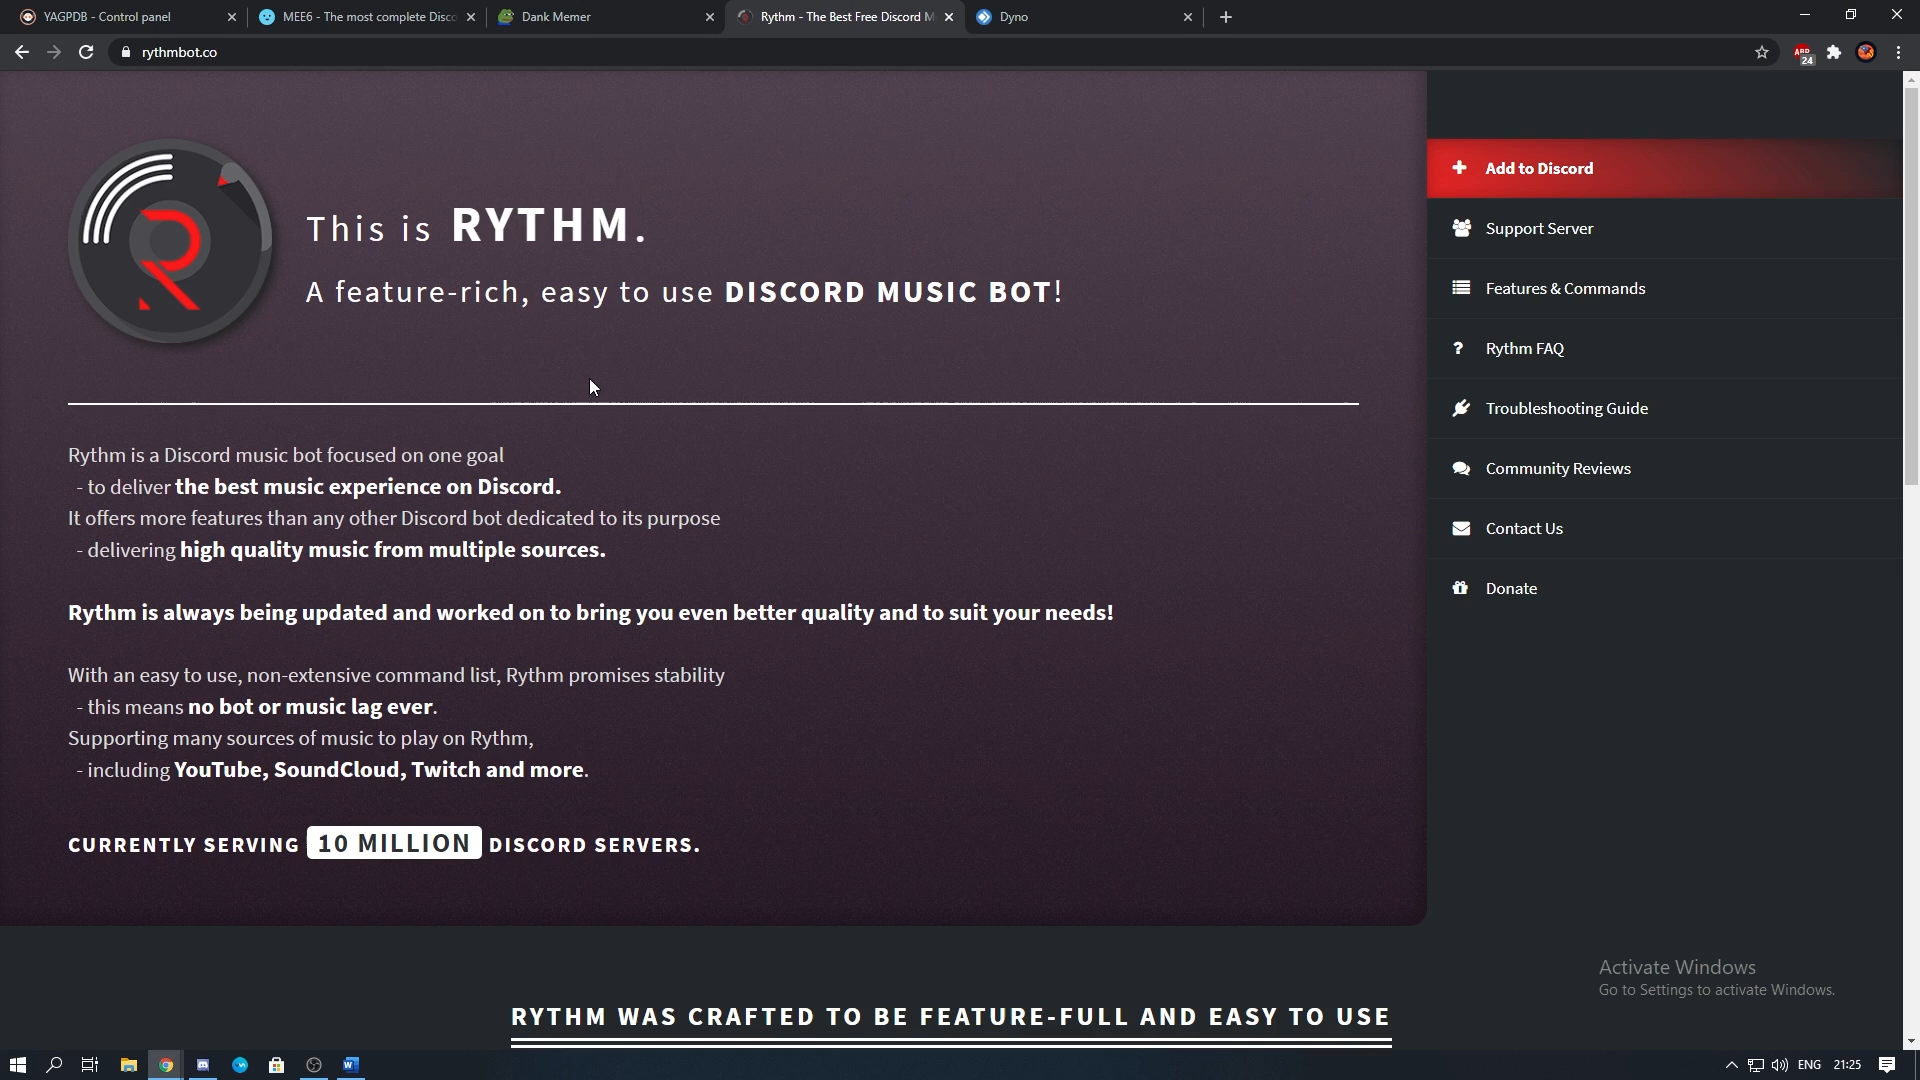 YAGPDB - Control panel
MEE6 - The most complete Disco
Dank Memer
Rythm - The Best Free Discord M
Dyno
rythmbot.co
ABP
24
This is RYTHM.
A feature-rich, easy to use DISCORD MUSIC BOT!
Rythm is a Discord music bot focused on one goal
- to deliver the best music experience on Discord.
It offers more features than any other Discord bot dedicated to its purpose
- delivering high quality music from multiple sources.
Rythm is always being updated and worked on to bring you even better quality and to suit your needs!
With an easy to use, non-extensive command list, Rythm promises stability
- this means no bot or music lag ever.
Supporting many sources of music to play on Rythm,
- including YouTube, SoundCloud, Twitch and more.
CURRENTLY SERVING 10 MILLION DISCORD SERVERS.
Add to Discord
Support Server
Features & Commands
Rythm FAQ
Troubleshooting Guide
Community Reviews
Contact Us
Donate
Activate Windows
Go to Settings to activate Windows.
RYTHM WAS CRAFTED TO BE FEATURE-FULL AND EASY TO USE
ENG
21:25